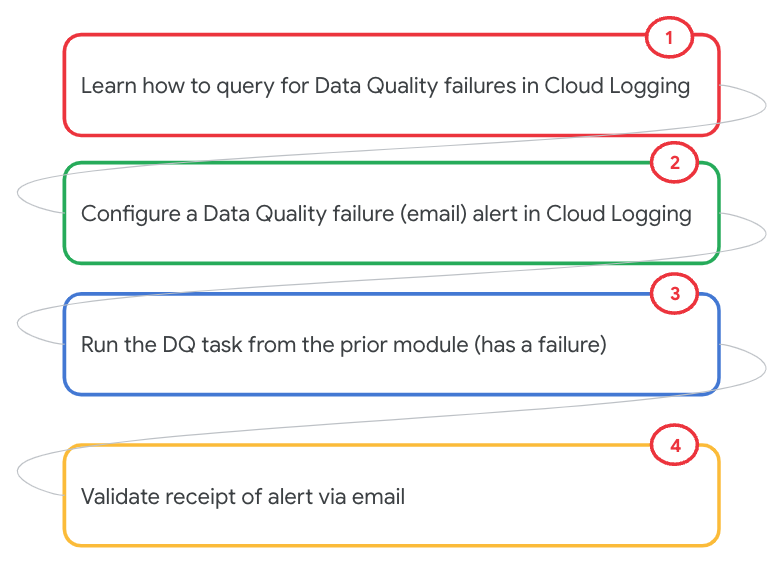 1
Learn how to query for Data Quality failures in Cloud Logging
2
Configure a Data Quality failure (email) alert in Cloud Logging
3
Run the DQ task from the prior module (has a failure)
4
Validate receipt of alert via email